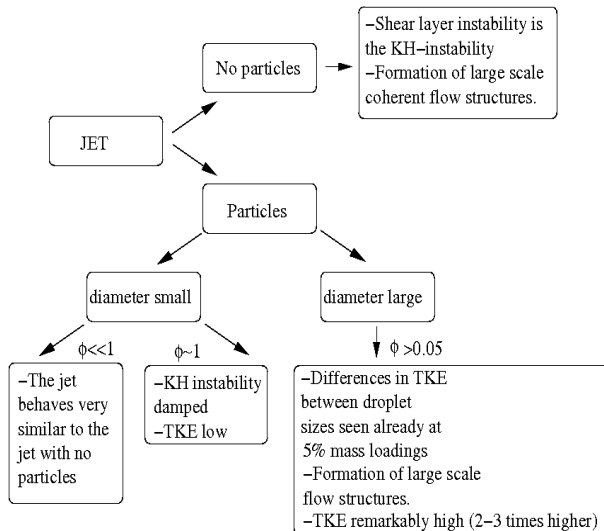 −Shear layer instability is
the KH−instability
−Formation of large scale
coherent flow structures.
No particles
JET
Particles
diameter small
diameter large
ϕ<<1
ϕ~1
ϕ >0.05
−The jet
behaves very
similar to the
jet with no
particles
−KH instability
damped
−TKE low
−Differences in TKE
between droplet
sizes seen already at
5% mass loadings
−Formation of large scale
flow structures.
−TKE remarkably high (2−3 times higher)